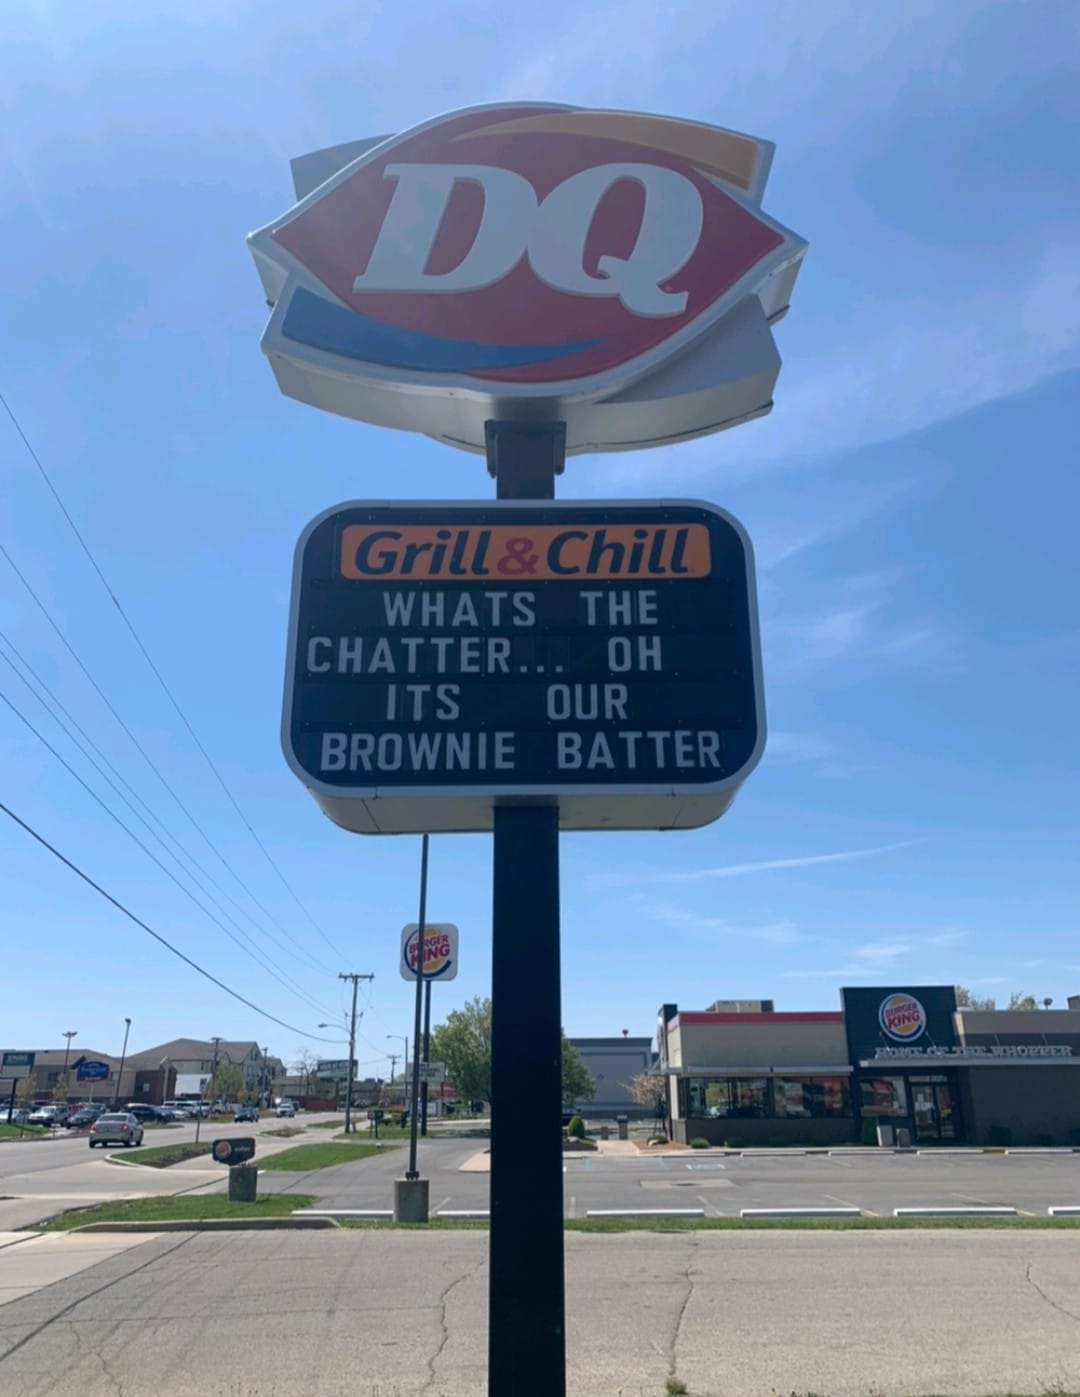 DQ
Grill & Chill
WHATS THE
CHATTER... OH
ITS OUR
BROWNIE BATTER
BURGER
KING
BURGER
KING
HOME OF THE WHOPPER